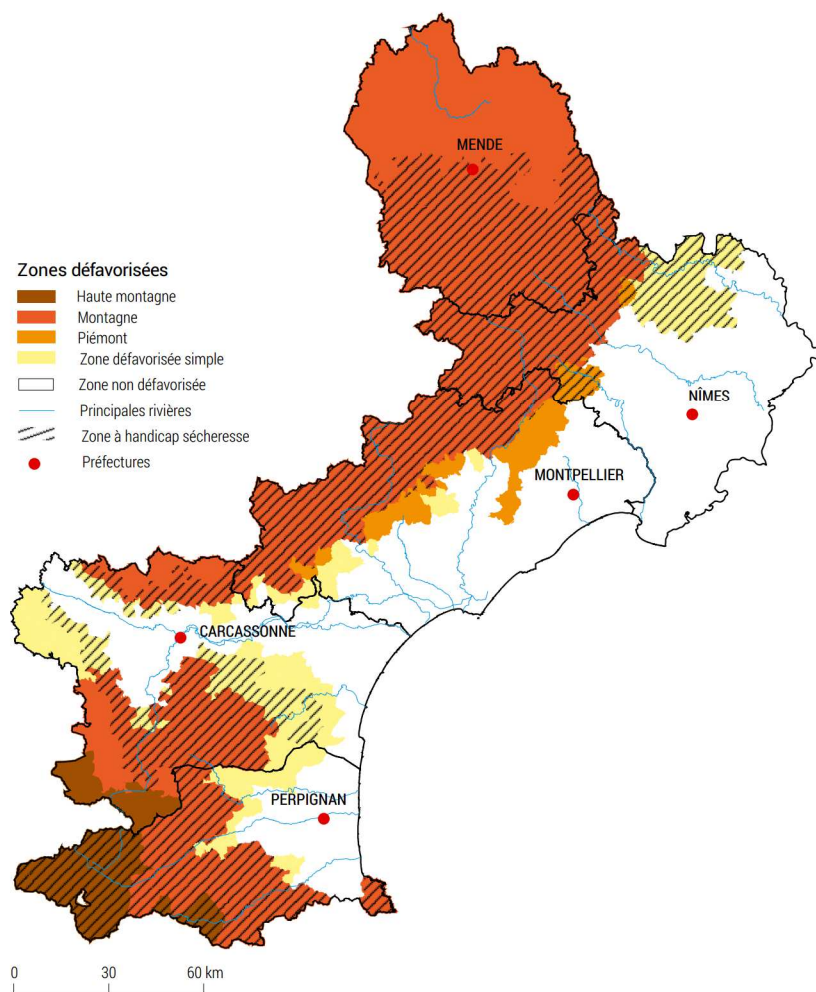 MENDE
Zones défavorisées
Haute montagne
Montagne
Piémont
Zone défavorisée simple
Zone non défavorisée
Principales rivières
Zone à handicap sécheresse
Préfectures
NÎMES
MONTPELLIER
CARCASSONNE
PERPIGNAN
0 30 60 km